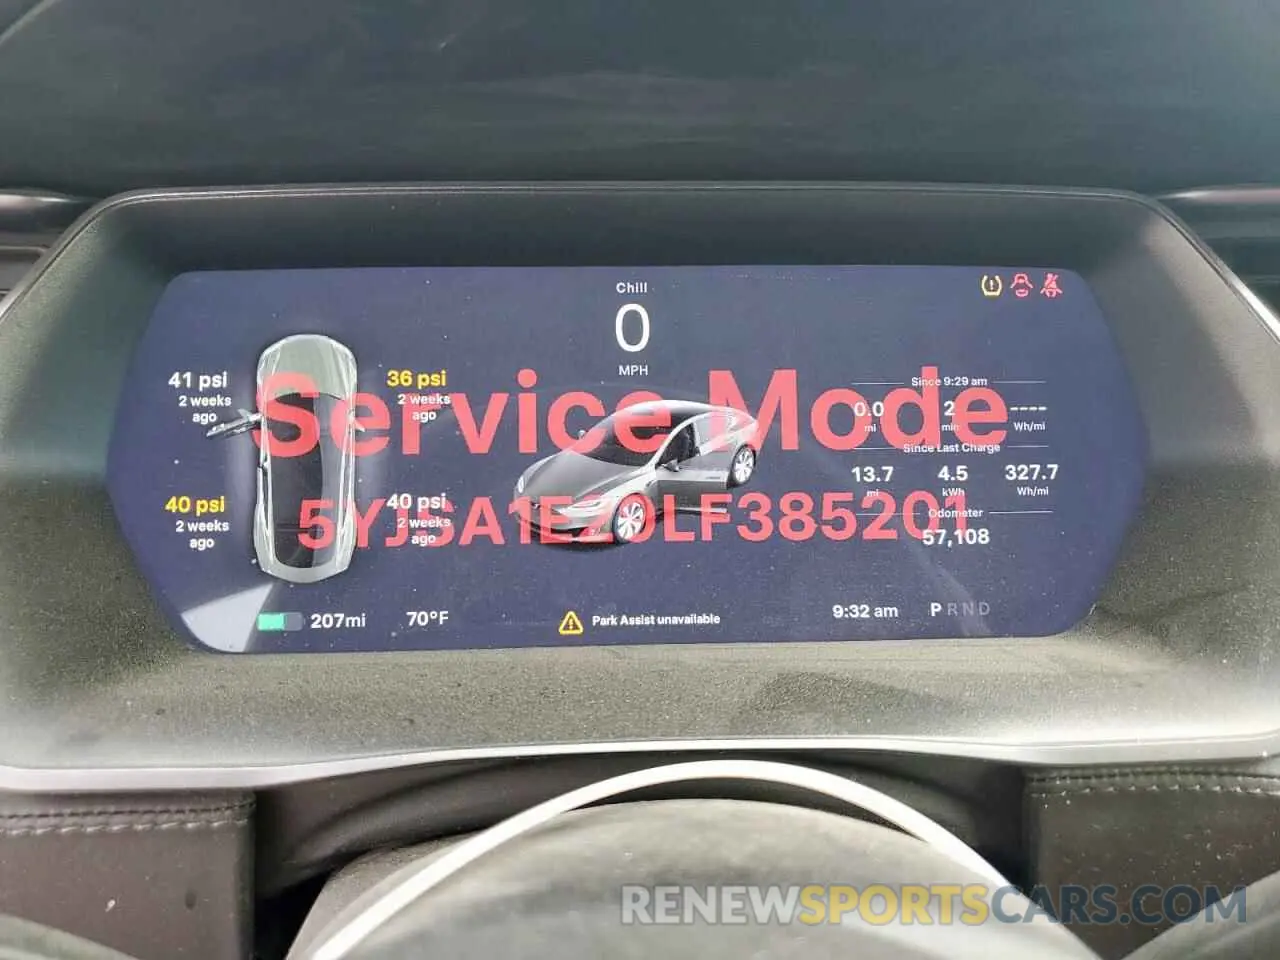 Chill
0
MPH
41 psi
2 weeks
ago
36 psi
2 weeks
ago
Service Mode
Since 9:29 am
0.0
mi
2
min
----
Wh/mi
Since Last Charge
13.7
mi
4.5
kWh
327.7
Wh/mi
40 psi
2 weeks
ago
40 psi
2 weeks
ago
5YJSA1E20LF385201
Odometer
57,108
207mi
70°F
Park Assist unavailable
9:32 am
P R N D
RENEWSPORTSCARS.COM